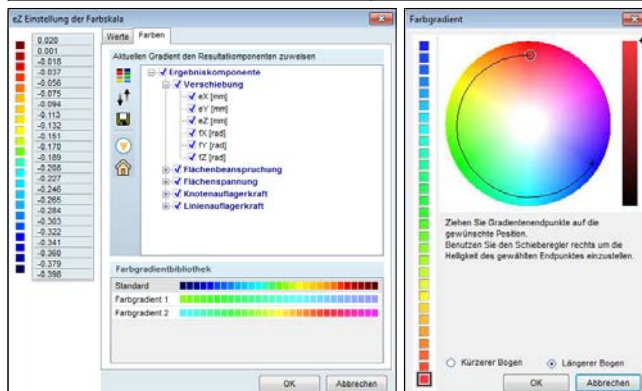 eZ Einstellung der Farbskala
0.020
0.001
-0.018
-0.037
-0.056
-0.075
-0.094
-0.113
-0.132
-0.151
-0.170
-0.189
-0.208
-0.227
-0.246
-0.265
-0.284
-0.303
-0.322
-0.341
-0.360
-0.379
-0.398
Werte Farben
Aktuellen Gradient den Resultatkomponenten zuweisen
Ergebniskomponente
Verschiebung
eX [mm]
eY [mm]
eZ [mm]
fX [rad]
fY [rad]
fZ [rad]
Flächenbeanspruchung
Flächenspannung
Knotenauflagerkraft
Linienauflagerkraft
Farbgradientbibliothek
Standard
Farbgradient 1
Farbgradient 2
OK Abbrechen
Farbgradient
Ziehen Sie Gradientenendpunkte auf die
gewünschte Position.
Benutzen Sie den Schieberegler rechts um die
Helligkeit des gewählten Endpunktes einzustellen.
Kürzerer Bogen Längerer Bogen
OK Abbrechen